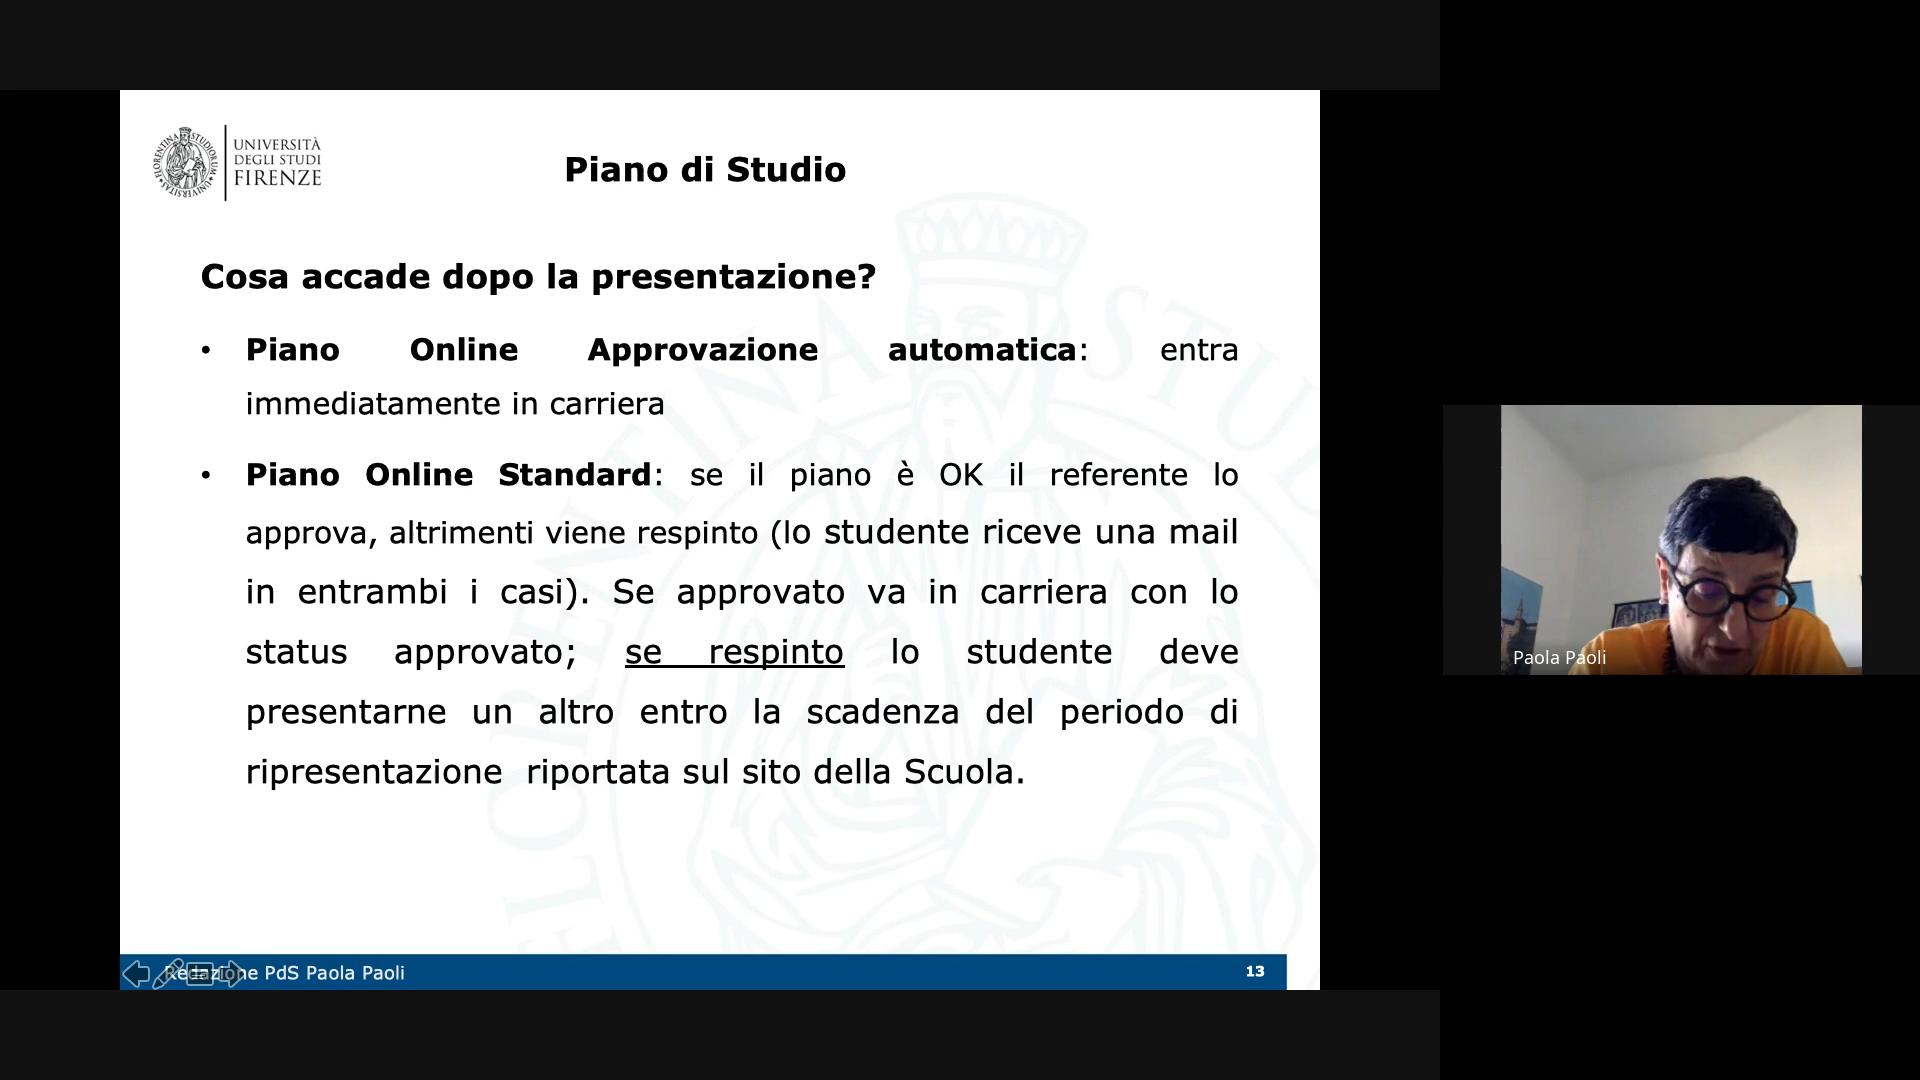 UNIVERSITÀ
DEGLI STUDI
FIRENZE
Piano di Studio
Cosa accade dopo la presentazione?
• Piano Online Approvazione automatica: entra
immediatamente in carriera
• Piano Online Standard: se il piano è OK il referente lo
approva, altrimenti viene respinto (lo studente riceve una mail
in entrambi i casi). Se approvato va in carriera con lo
status approvato; se respinto lo studente deve
presentarne un altro entro la scadenza del periodo di
ripresentazione riportata sul sito della Scuola.
Redazione PdS Paola Paoli
13
Paola Paoli
FLORENTINA STU